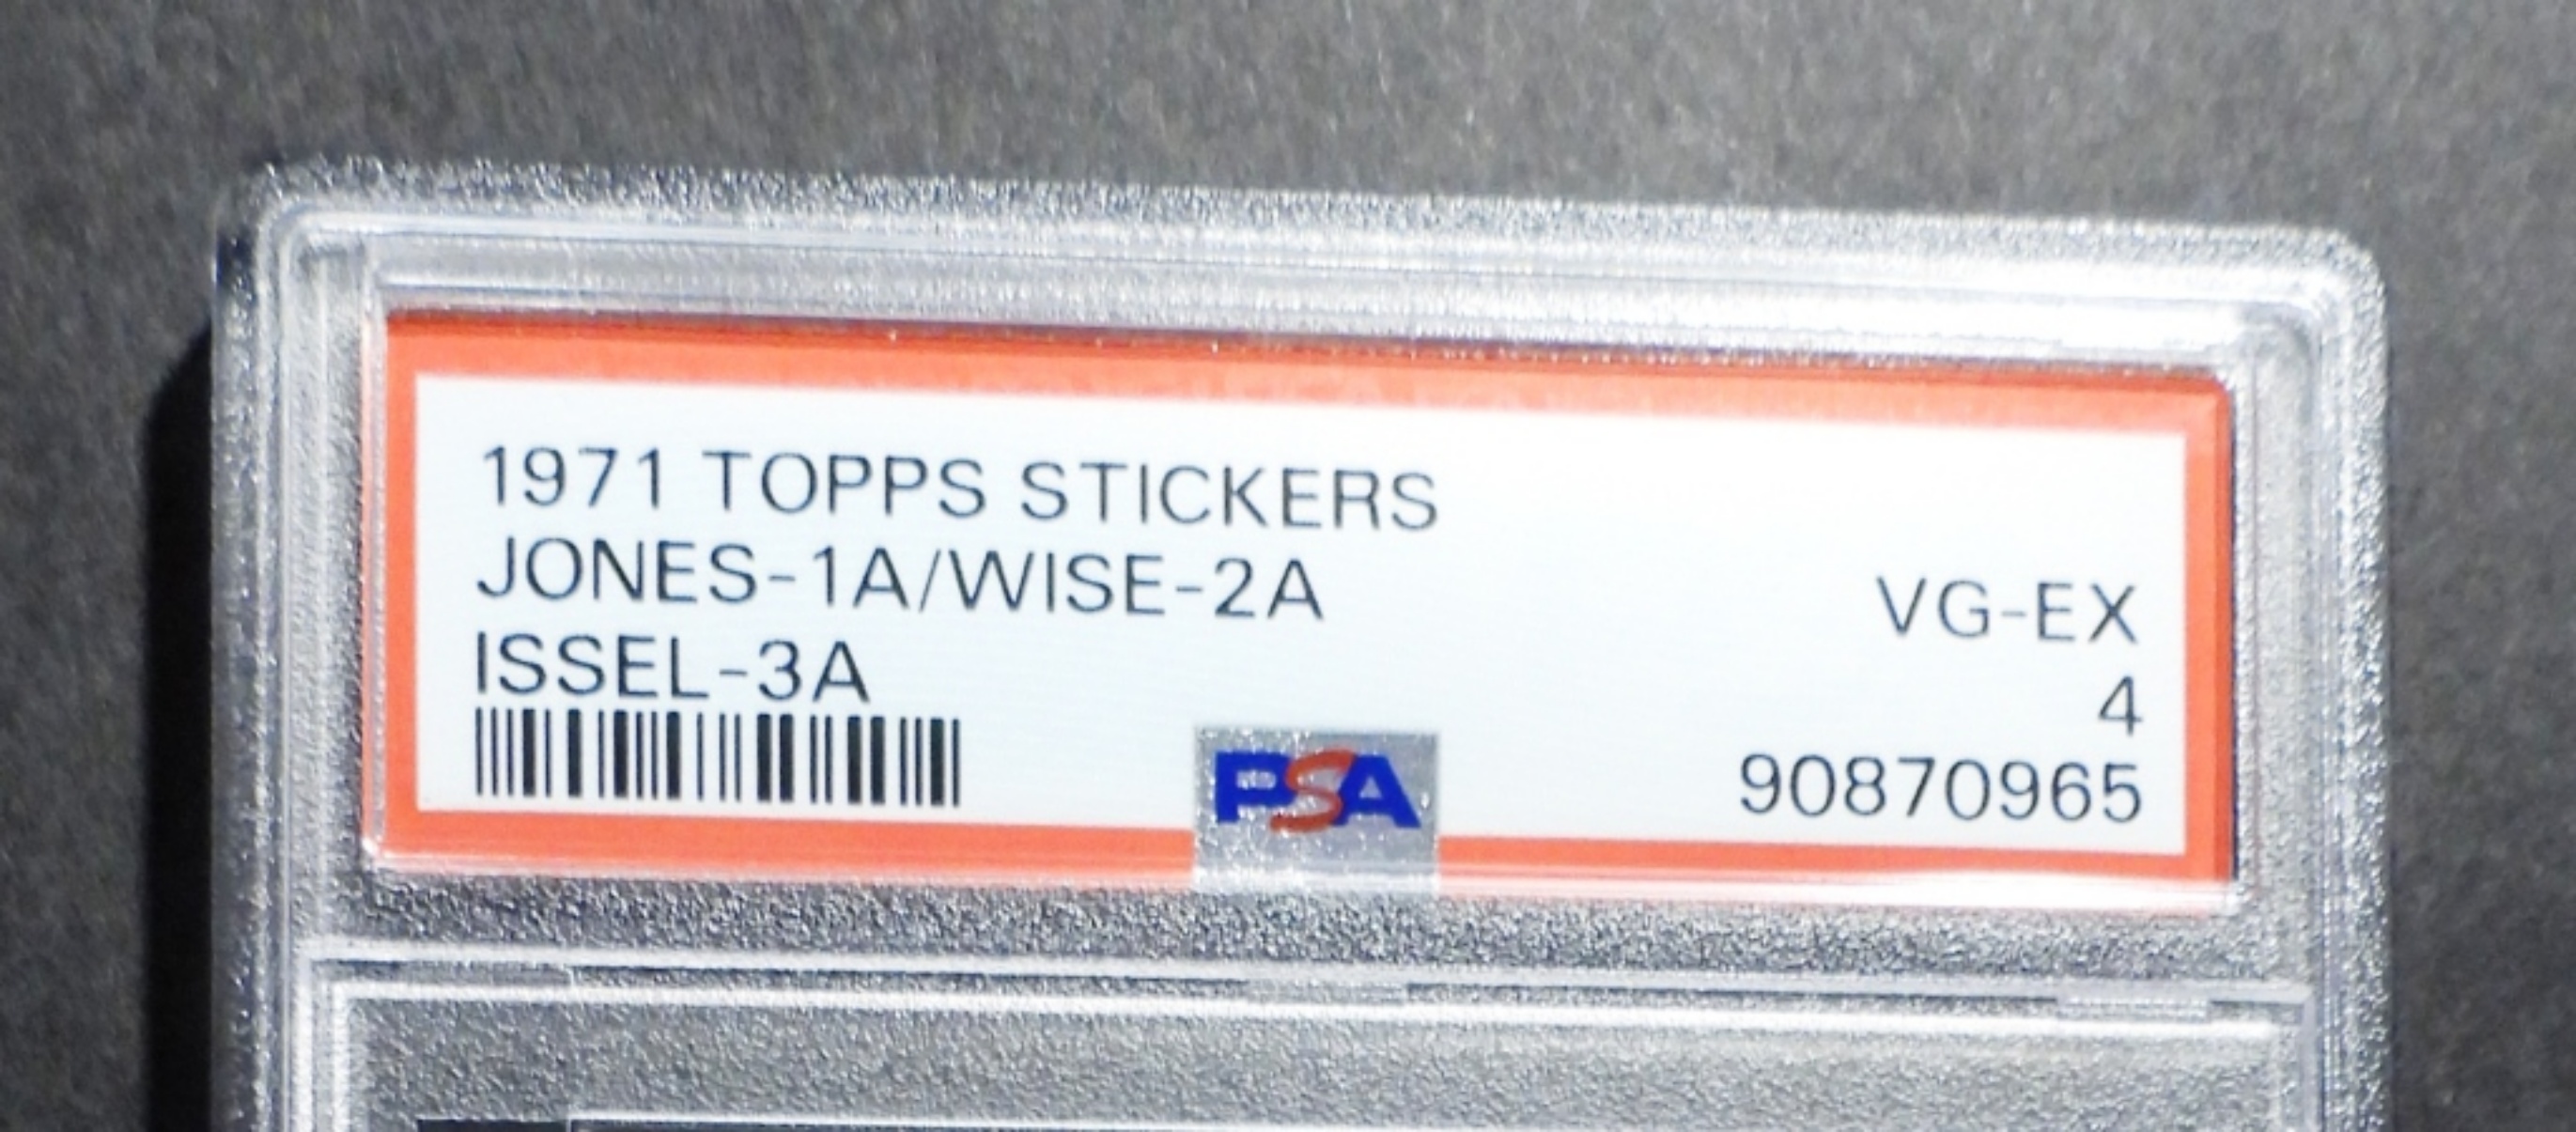 1971 TOPPS STICKERS
JONES-1A/WISE-2A
ISSEL-3A
VG-EX
4
90870965
PSA